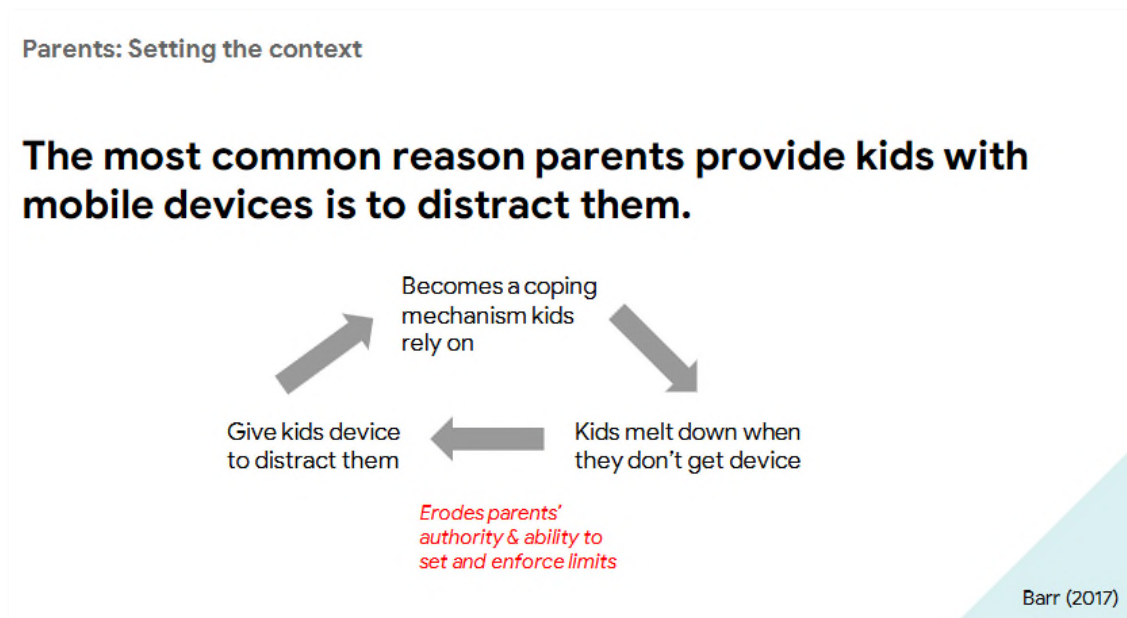 Parents: Setting the context
The most common reason parents provide kids with
mobile devices is to distract them.
Becomes a coping
mechanism kids
rely on
Give kids device
to distract them
Kids melt down when
they don't get device
Erodes parents'
authority & ability to
set and enforce limits
Barr (2017)